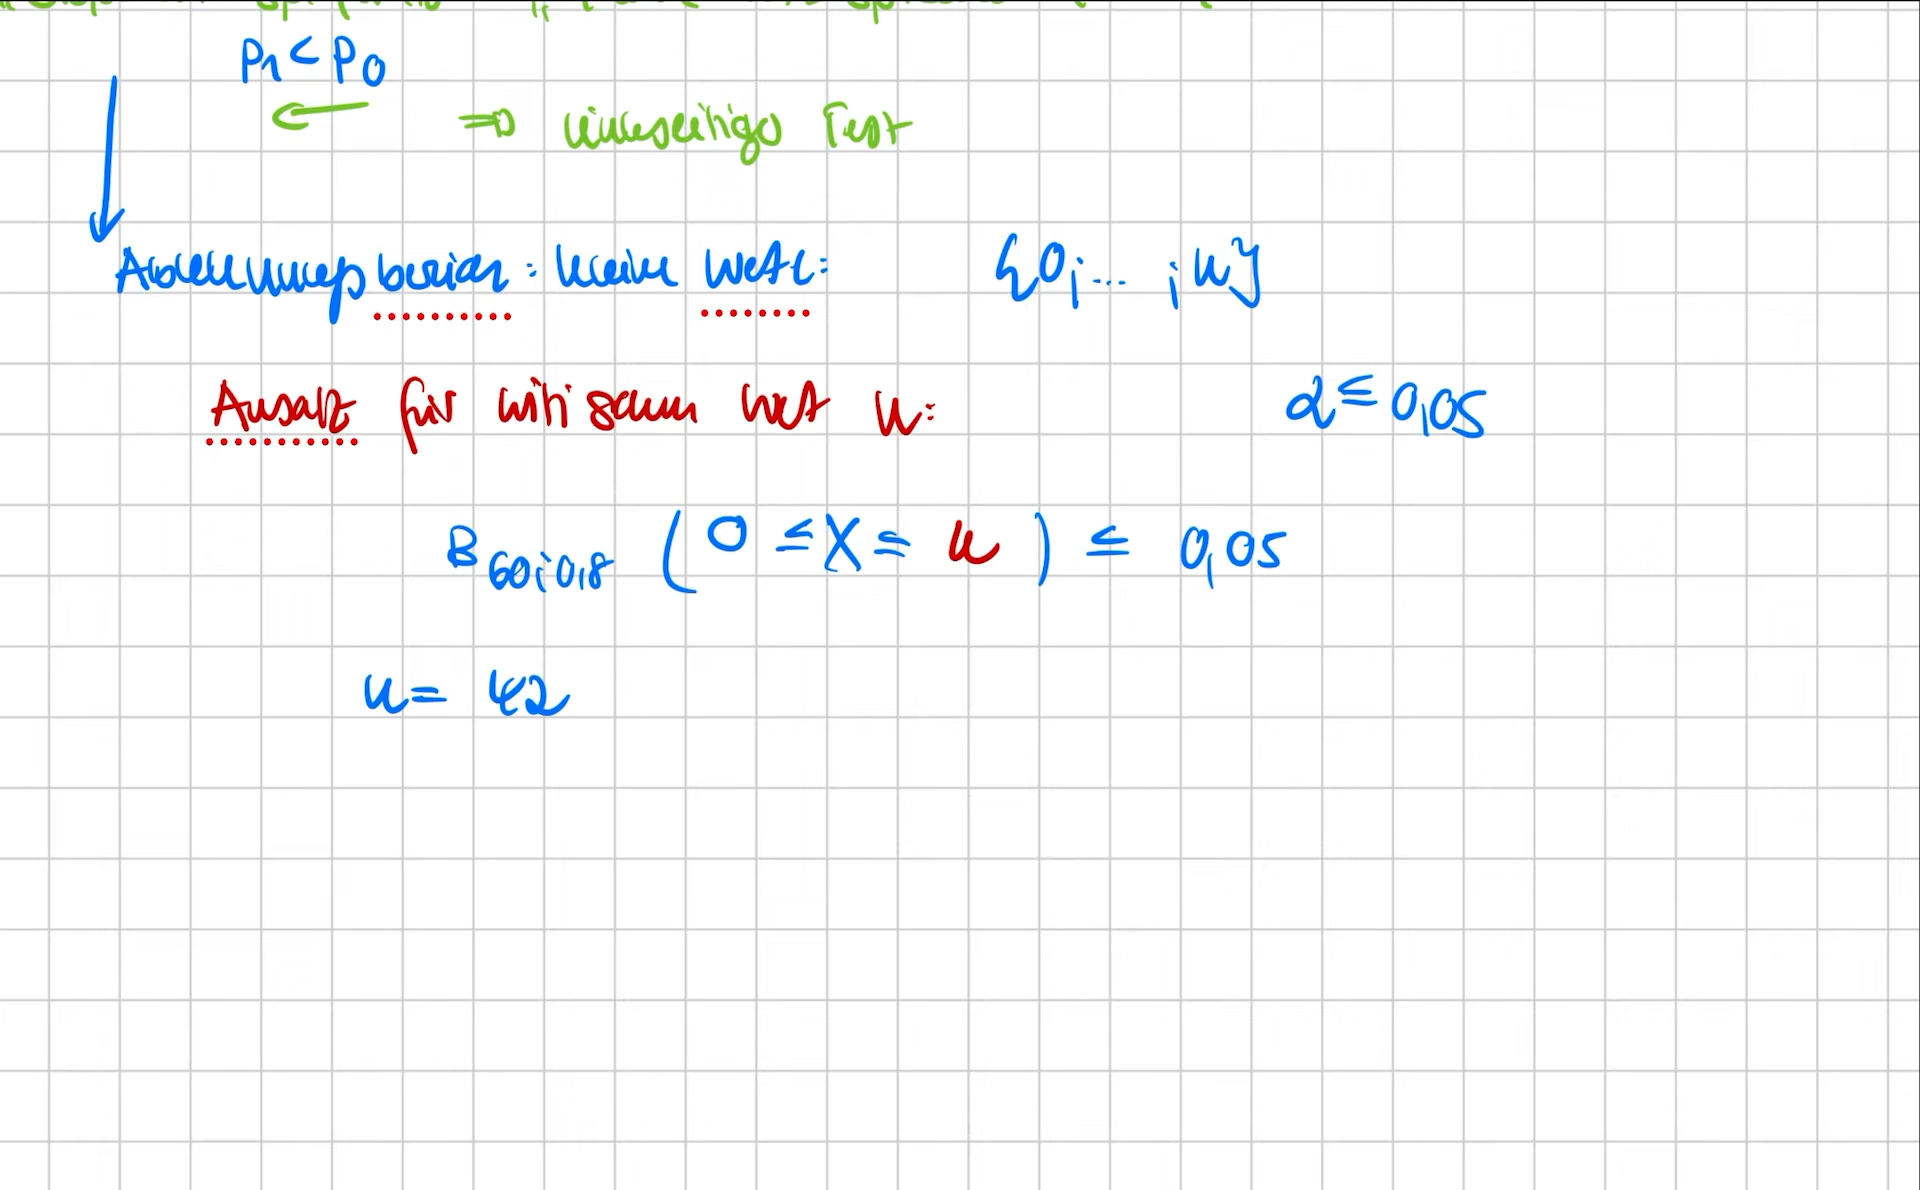 p₁ < p₀
⇒ linksseitiger Test
Ablehnungsbereich: kleine Werte: {0; ... ; k}
Ansatz für kritischen Wert k: α ≤ 0,05
B 60; 0,8 ( 0 ≤ X ≤ k ) ≤ 0,05
k = 42